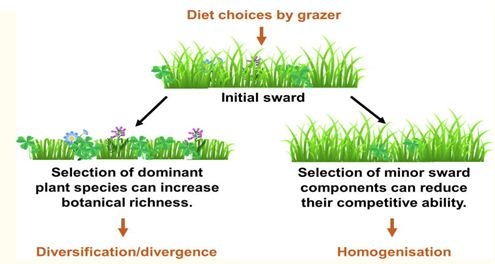 Diet choices by grazer
Initial sward
Selection of dominant
plant species can increase
botanical richness.
Diversification/divergence
Selection of minor sward
components can reduce
their competitive ability.
Homogenisation